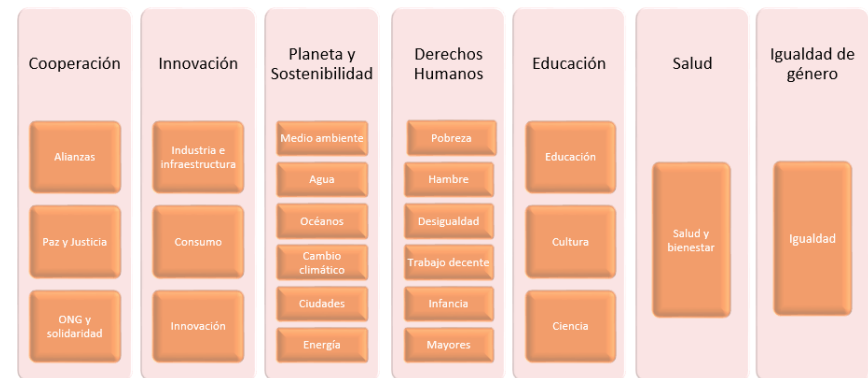 Cooperación
Alianzas
Paz y Justicia
ONG y
solidaridad
Innovación
Industria e
infraestructura
Consumo
Innovación
Planeta y
Sostenibilidad
Medio ambiente
Agua
Océanos
Cambio
climático
Ciudades
Energía
Derechos
Humanos
Pobreza
Hambre
Desigualdad
Trabajo decente
Infancia
Mayores
Educación
Educación
Cultura
Ciencia
Salud
Salud y
bienestar
Igualdad de
género
Igualdad